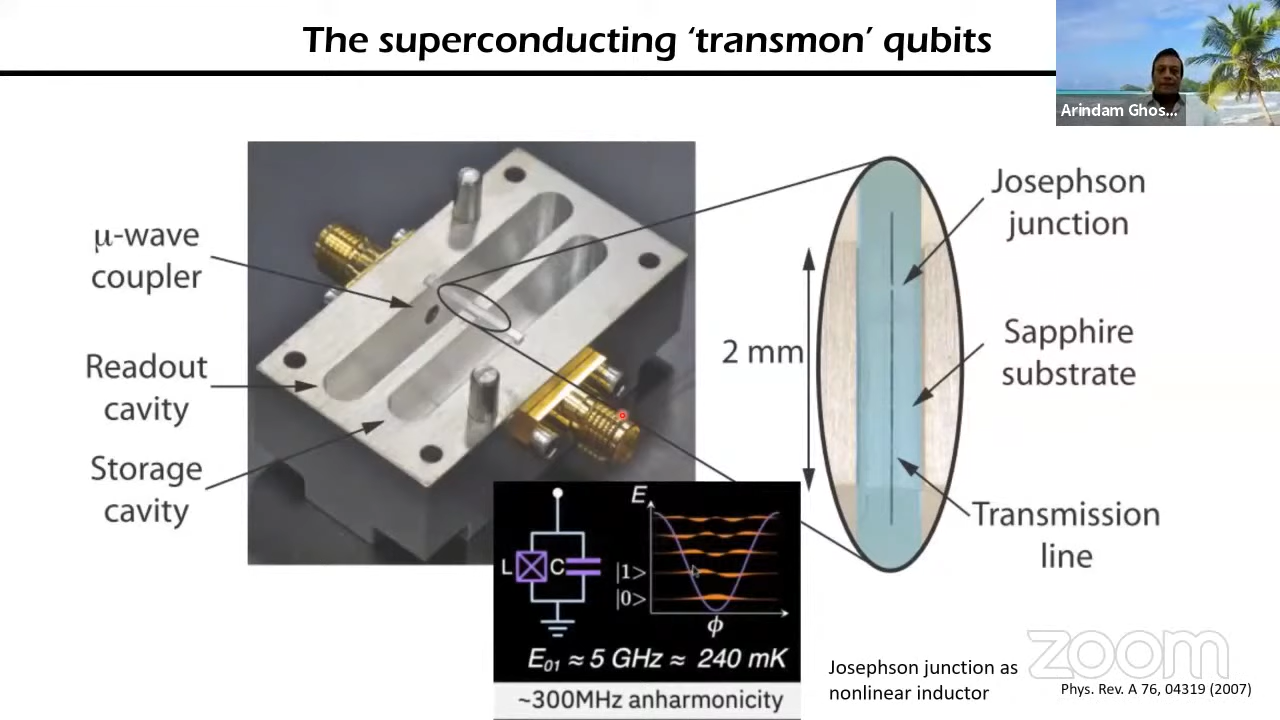 The superconducting ‘transmon’ qubits
Arindam Ghos...
μ-wave
coupler
Readout
cavity
Storage
cavity
2 mm
Josephson
junction
Sapphire
substrate
Transmission
line
L
C
E
|1>
|0>
ϕ
E01 ≈ 5 GHz ≈ 240 mK
~300MHz anharmonicity
Josephson junction as
nonlinear inductor
zoom
Phys. Rev. A 76, 04319 (2007)